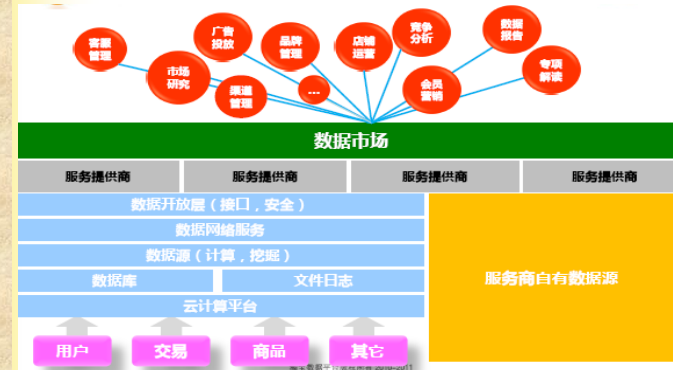 客服
管理
市场
研究
广告
投放
渠道
管理
品牌
管理
...
店铺
运营
竞争
分析
会员
营销
数据
报告
专项
解读
数据市场
服务提供商
服务提供商
服务提供商
服务提供商
数据开放层（接口，安全）
数据网络服务
数据源（计算，挖掘）
数据库
文件日志
云计算平台
服务商自有数据源
用户
交易
商品
其它